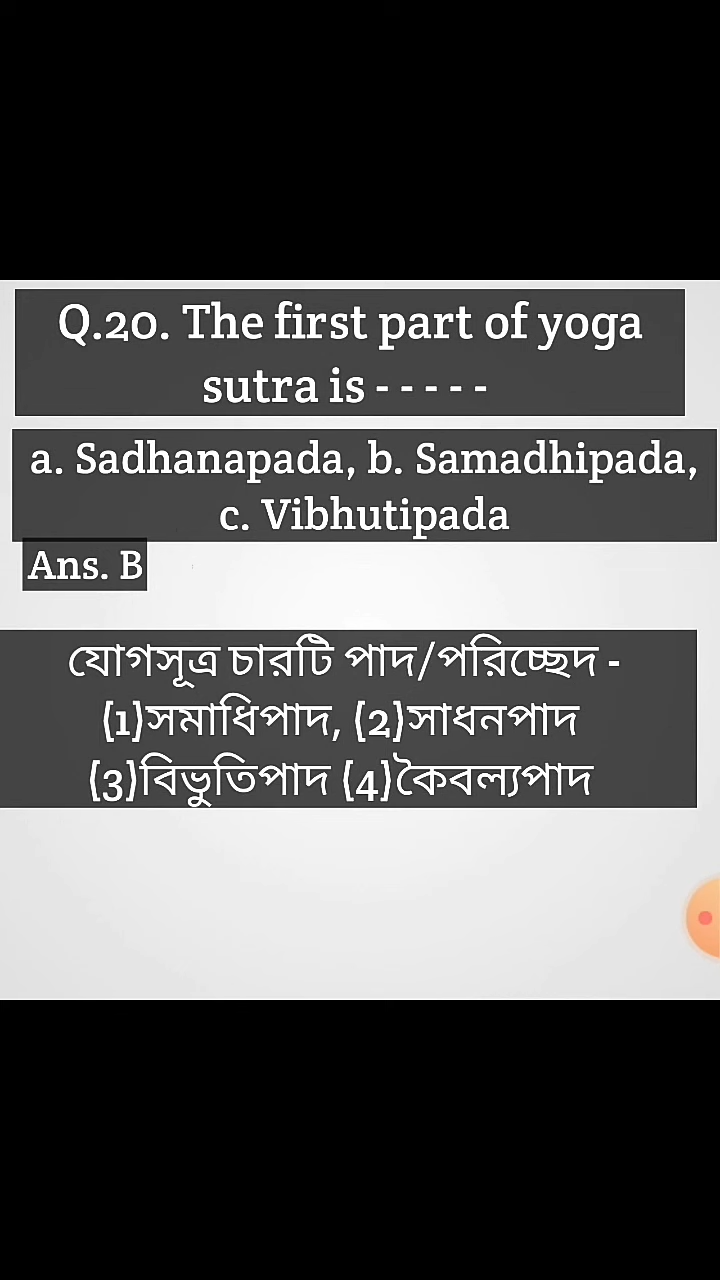 Q.20. The first part of yoga
sutra is - - - - -
a. Sadhanapada, b. Samadhipada,
c. Vibhutipada
Ans. B
যোগসূত্র চারটি পাদ/পরিচ্ছেদ -
(1)সমাধিপাদ, (2)সাধনপাদ
(3)বিভুতিপাদ (4)কৈবল্যপাদ